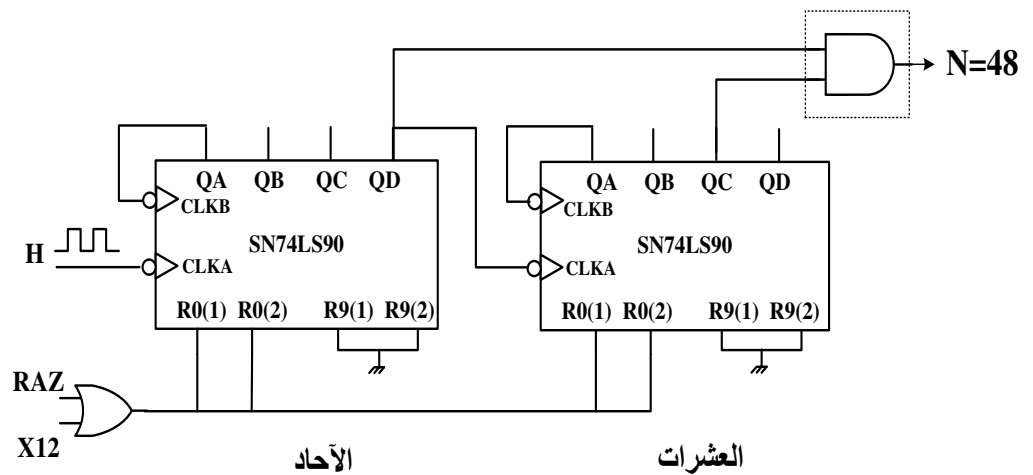 N=48
QA QB QC QD
CLKB
SN74LS90
H
CLKA
R0(1) R0(2) R9(1) R9(2)
QA QB QC QD
CLKB
SN74LS90
CLKA
R0(1) R0(2) R9(1) R9(2)
RAZ
X12
الآحاد
العشرات